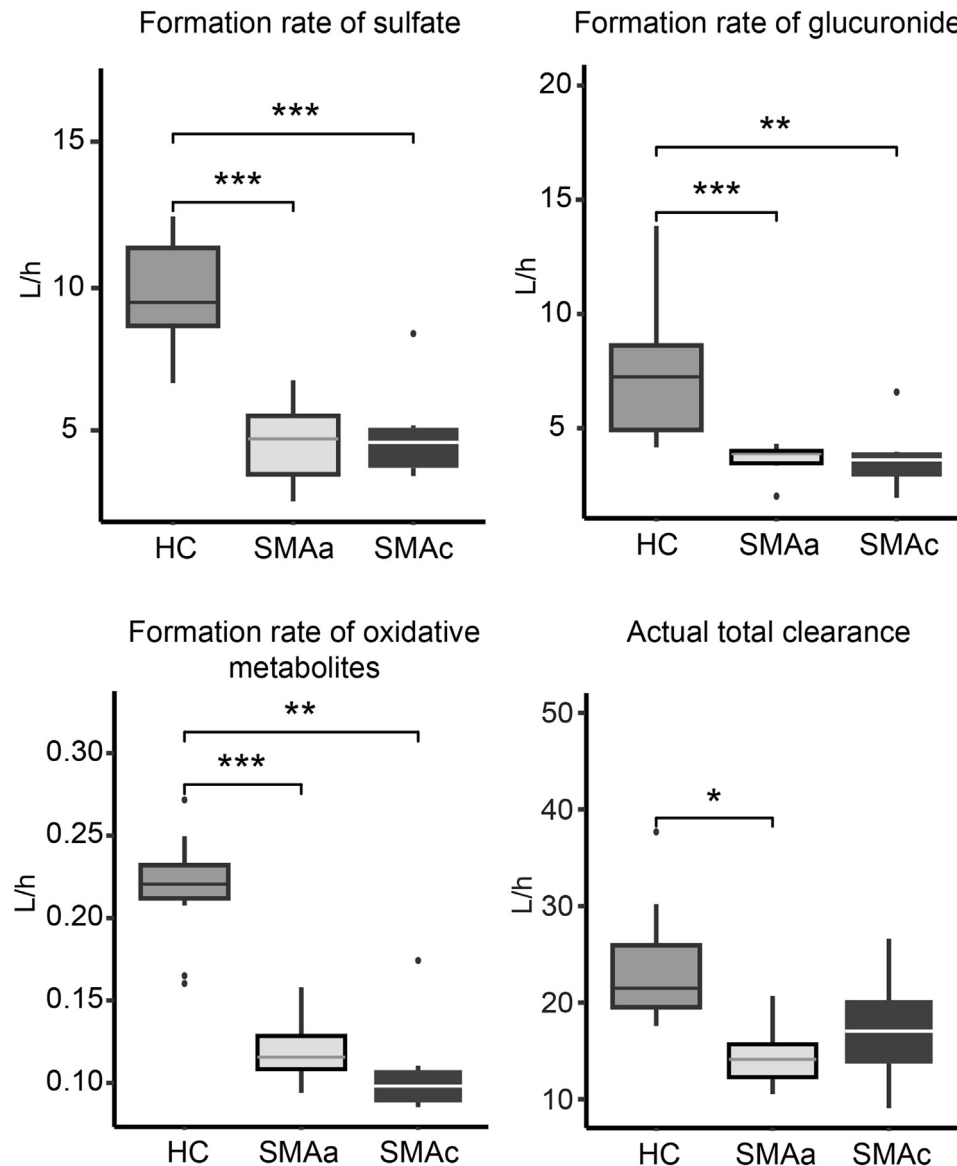 Formation rate of sulfate
***
***
15
10
5
L/h
HC SMAa SMAc
Formation rate of glucuronide
**
***
20
15
10
5
L/h
HC SMAa SMAc
Formation rate of oxidative
metabolites
**
***
0.30
0.25
0.20
0.15
0.10
L/h
HC SMAa SMAc
Actual total clearance
*
50
40
30
20
10
L/h
HC SMAa SMAc